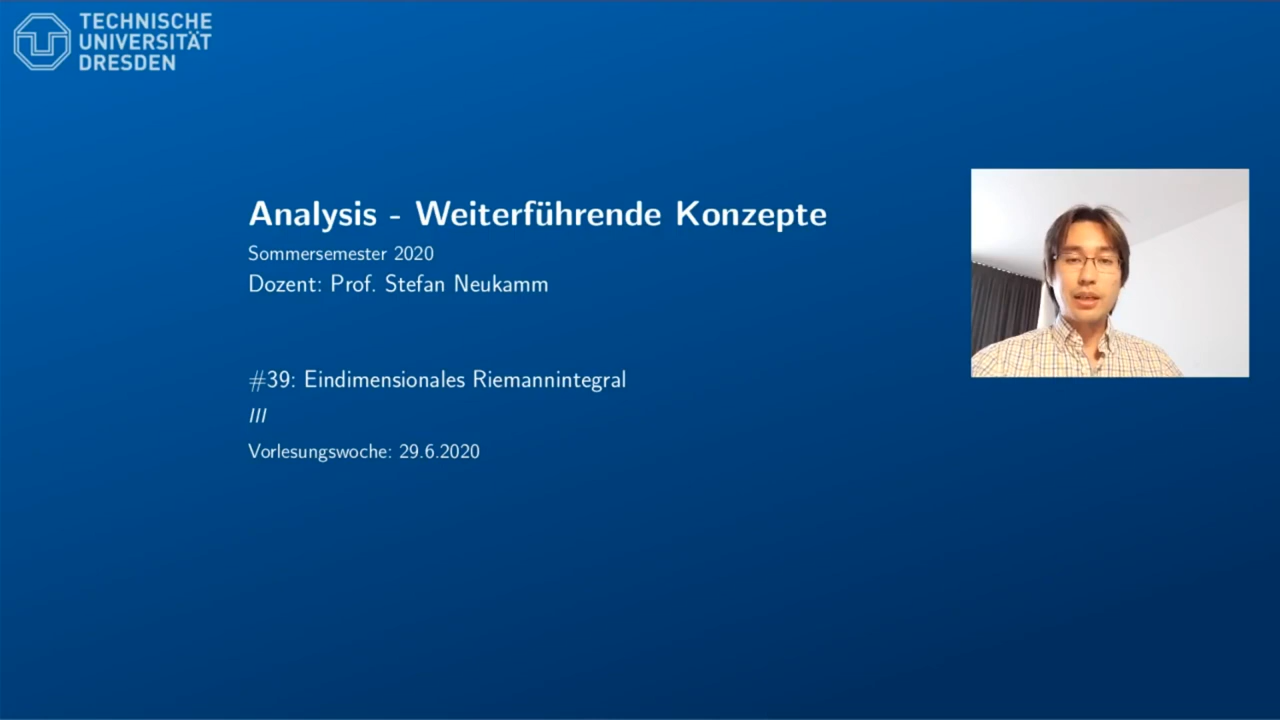 TECHNISCHE
UNIVERSITÄT
DRESDEN
Analysis - Weiterführende Konzepte
Sommersemester 2020
Dozent: Prof. Stefan Neukamm
#39: Eindimensionales Riemannintegral
III
Vorlesungswoche: 29.6.2020